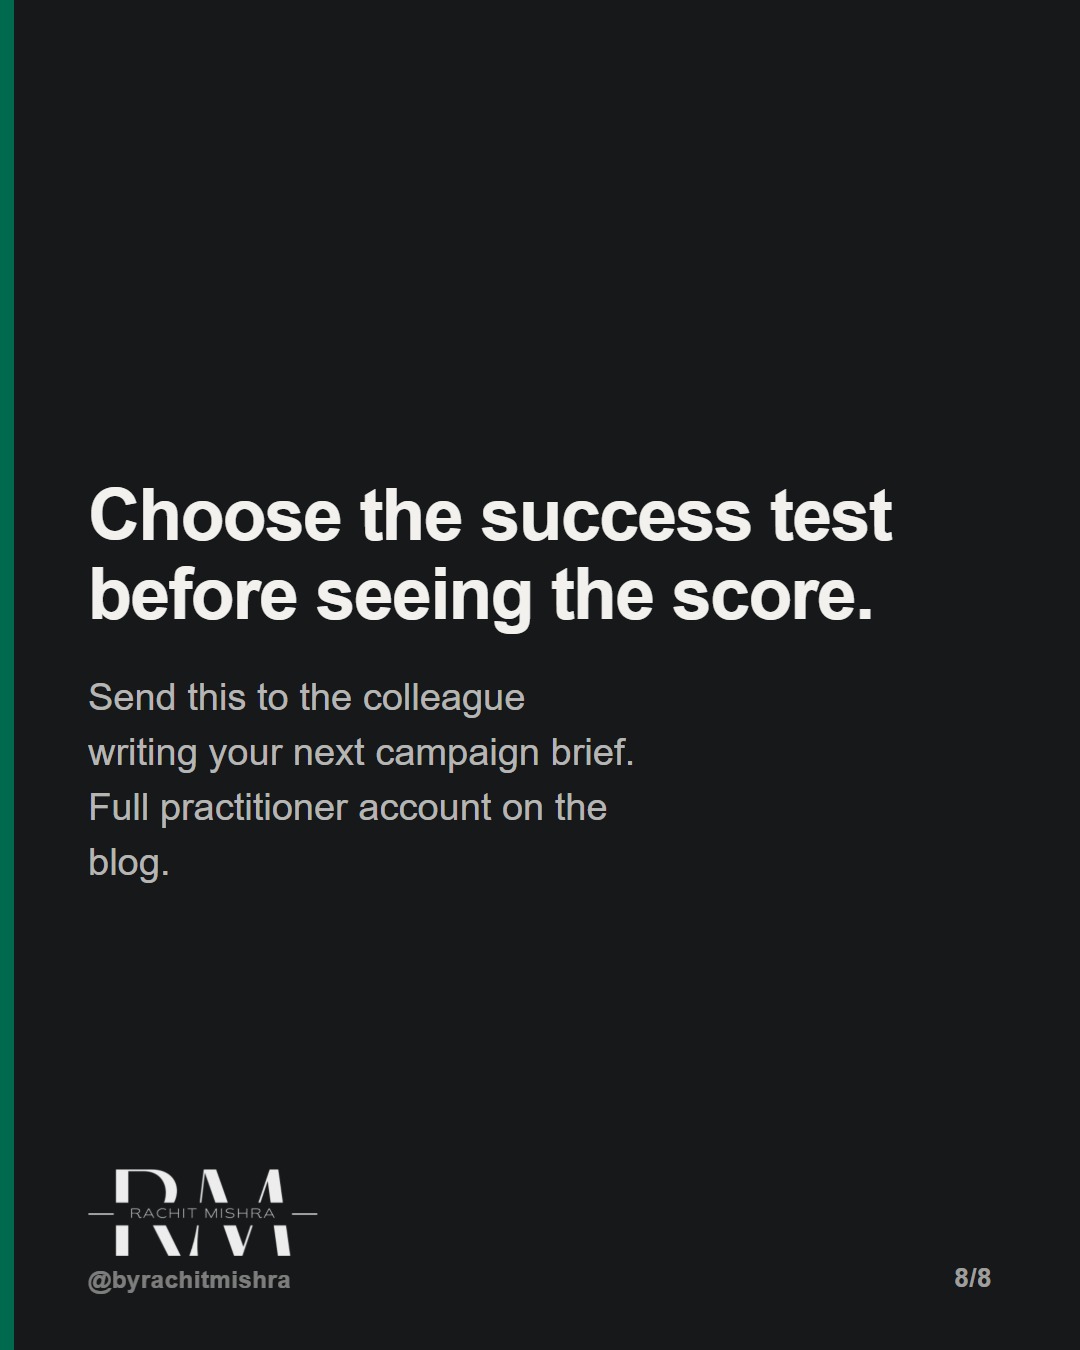 Choose the success test
before seeing the score.
Send this to the colleague
writing your next campaign brief.
Full practitioner account on the
blog.
RM
RACHIT MISHRA
@byrachitmishra
8/8